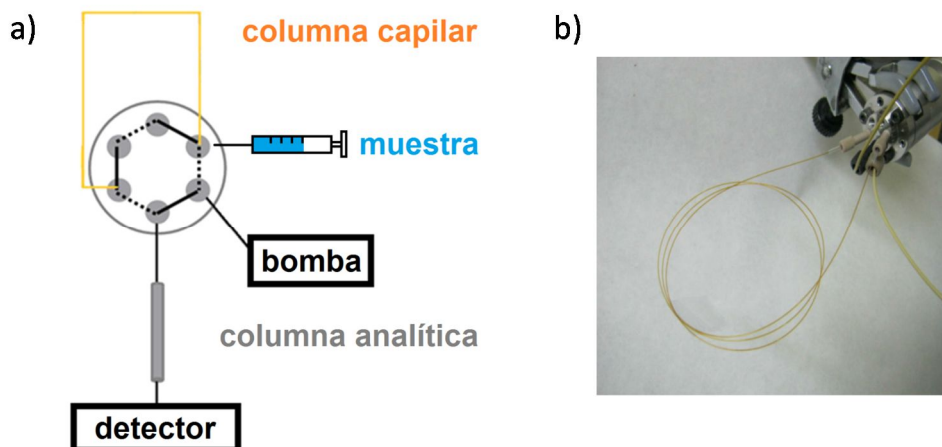 a)
columna capilar
muestra
bomba
columna analítica
detector
b)